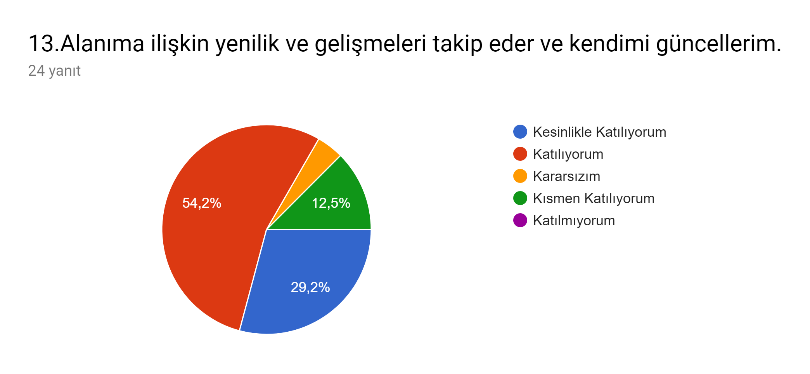 13.Alanıma ilişkin yenilik ve gelişmeleri takip eder ve kendimi güncellerim.
24 yanıt
Kesinlikle Katılıyorum
Katılıyorum
Kararsızım
Kısmen Katılıyorum
Katılmıyorum
54,2%
12,5%
29,2%